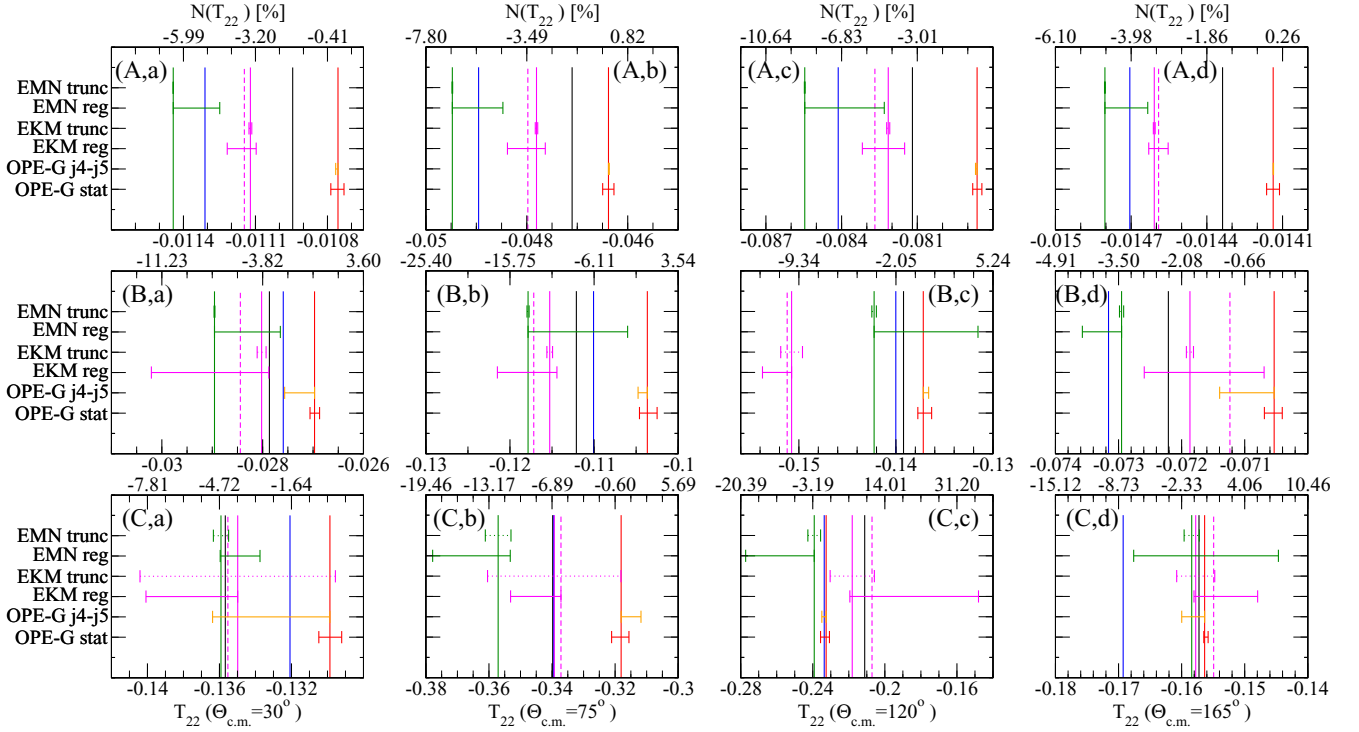 N(T22) [%] N(T22) [%] N(T22) [%] N(T22) [%]
-5.99 -3.20 -0.41 -7.80 -3.49 0.82 -10.64 -6.83 -3.01 -6.10 -3.98 -1.86 0.26
(A,a) (A,b) (A,c) (A,d)
EMN trunc
EMN reg
EKM trunc
EKM reg
OPE-G j4-j5
OPE-G stat
-0.0114 -0.0111 -0.0108 -0.05 -0.048 -0.046 -0.087 -0.084 -0.081 -0.015 -0.0147 -0.0144 -0.0141
-11.23 -3.82 3.60 -25.40 -15.75 -6.11 3.54 -9.34 -2.05 5.24 -4.91 -3.50 -2.08 -0.66
(B,a) (B,b) (B,c) (B,d)
EMN trunc
EMN reg
EKM trunc
EKM reg
OPE-G j4-j5
OPE-G stat
-0.03 -0.028 -0.026 -0.13 -0.12 -0.11 -0.1 -0.15 -0.14 -0.13 -0.074 -0.073 -0.072 -0.071
-7.81 -4.72 -1.64 -19.46 -13.17 -6.89 -0.60 5.69 -20.39 -3.19 14.01 31.20 -15.12 -8.73 -2.33 4.06 10.46
(C,a) (C,b) (C,c) (C,d)
EMN trunc
EMN reg
EKM trunc
EKM reg
OPE-G j4-j5
OPE-G stat
-0.14 -0.136 -0.132 -0.38 -0.36 -0.34 -0.32 -0.3 -0.28 -0.24 -0.2 -0.16 -0.18 -0.17 -0.16 -0.15 -0.14
T22 (Θc.m.=30°) T22 (Θc.m.=75°) T22 (Θc.m.=120°) T22 (Θc.m.=165°)